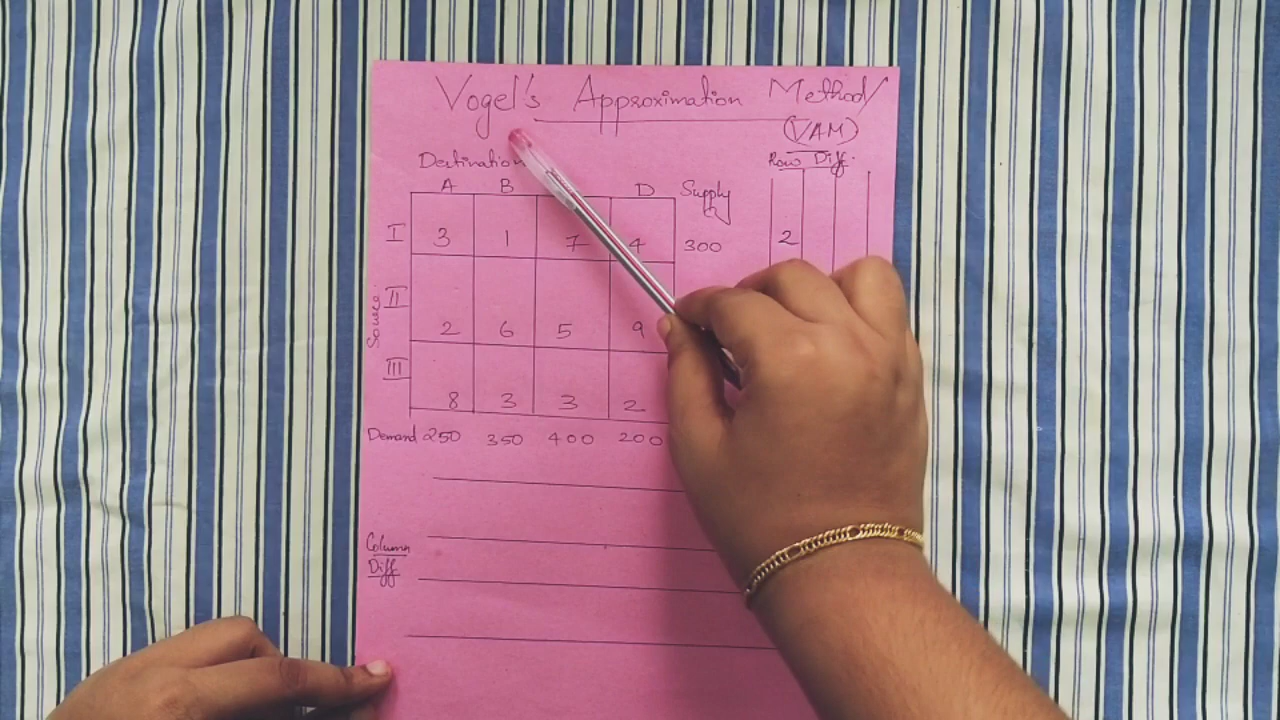 Vogel's Approximation Method
(VAM)
Destination
Row Diff.
A B D Supply
I 3 1 7 4 300 2
Source
II 2 6 5 9
III 8 3 3 2
Demand 250 350 400 200
Column
Diff